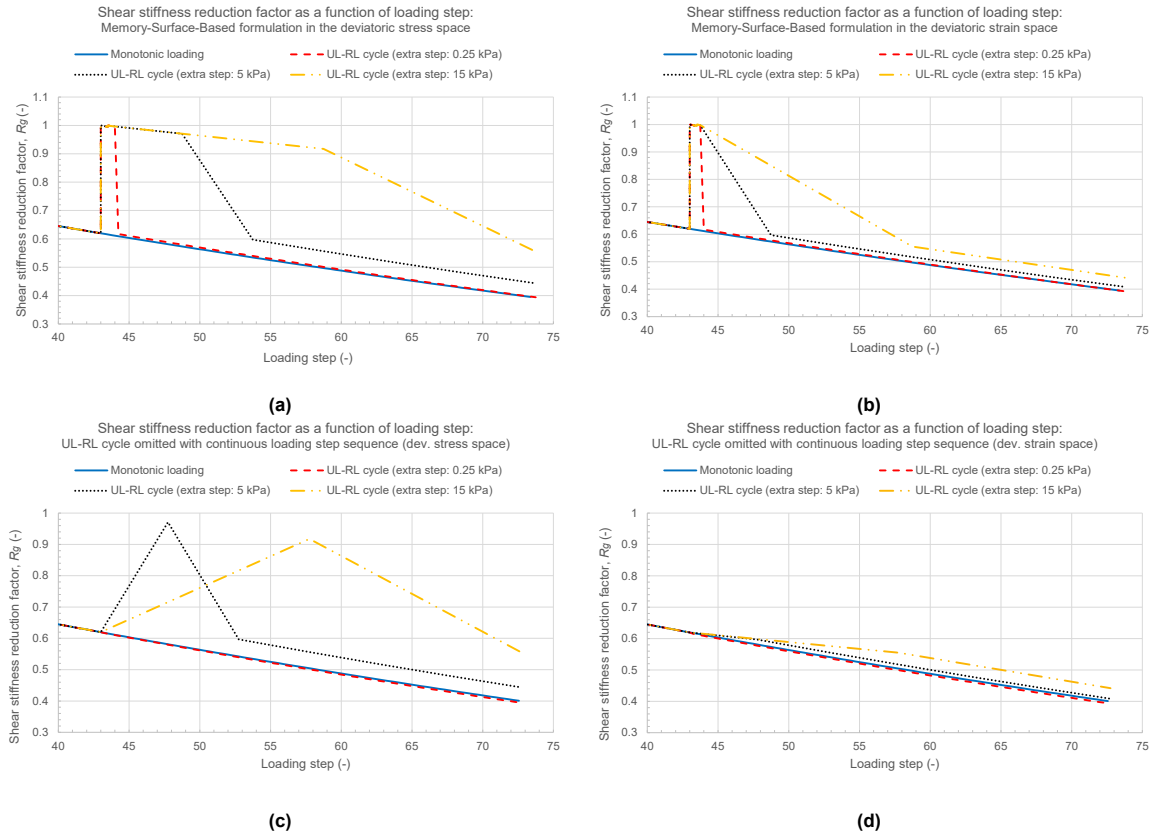 Shear stiffness reduction factor as a function of loading step:
Memory-Surface-Based formulation in the deviatoric stress space
Monotonic loading
UL-RL cycle (extra step: 0.25 kPa)
UL-RL cycle (extra step: 5 kPa)
UL-RL cycle (extra step: 15 kPa)
Shear stiffness reduction factor, Rg (-)
1.1
1
0.9
0.8
0.7
0.6
0.5
0.4
0.3
40 45 50 55 60 65 70 75
Loading step (-)
(a)
Shear stiffness reduction factor as a function of loading step:
Memory-Surface-Based formulation in the deviatoric strain space
Monotonic loading
UL-RL cycle (extra step: 0.25 kPa)
UL-RL cycle (extra step: 5 kPa)
UL-RL cycle (extra step: 15 kPa)
Shear stiffness reduction factor, Rg (-)
1.1
1
0.9
0.8
0.7
0.6
0.5
0.4
0.3
40 45 50 55 60 65 70 75
Loading step (-)
(b)
Shear stiffness reduction factor as a function of loading step:
UL-RL cycle omitted with continuous loading step sequence (dev. stress space)
Monotonic loading
UL-RL cycle (extra step: 0.25 kPa)
UL-RL cycle (extra step: 5 kPa)
UL-RL cycle (extra step: 15 kPa)
Shear stiffness reduction factor, Rg (-)
1
0.9
0.8
0.7
0.6
0.5
0.4
0.3
40 45 50 55 60 65 70 75
Loading step (-)
(c)
Shear stiffness reduction factor as a function of loading step:
UL-RL cycle omitted with continuous loading step sequence (dev. strain space)
Monotonic loading
UL-RL cycle (extra step: 0.25 kPa)
UL-RL cycle (extra step: 5 kPa)
UL-RL cycle (extra step: 15 kPa)
Shear stiffness reduction factor, Rg (-)
1
0.9
0.8
0.7
0.6
0.5
0.4
0.3
40 45 50 55 60 65 70 75
Loading step (-)
(d)